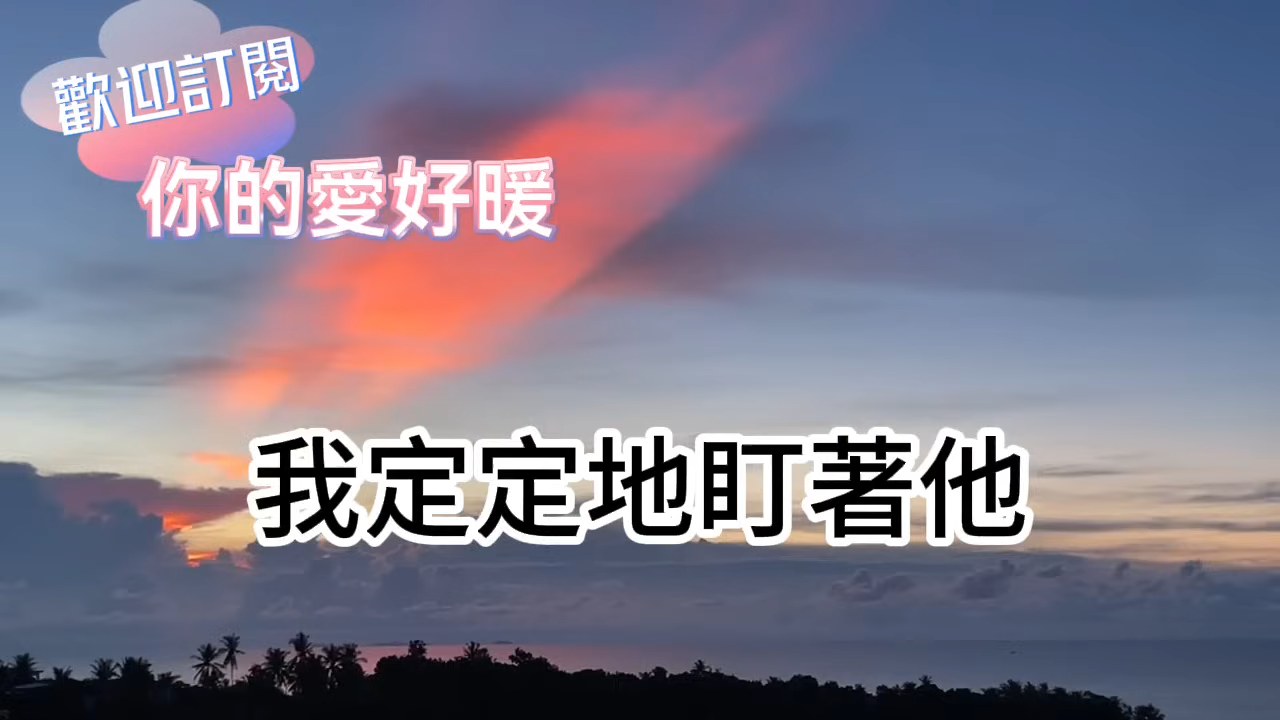 歡迎訂閱
你的愛好暖
我定定地盯著他